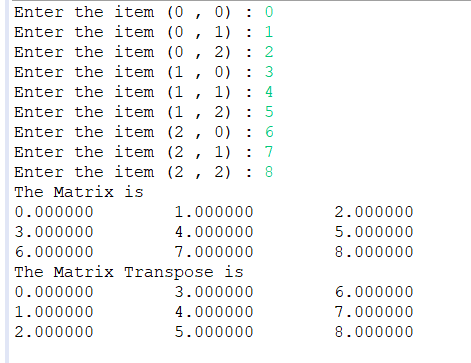 Enter the item (0 , 0) : 0
Enter the item (0 , 1) : 1
Enter the item (0 , 2) : 2
Enter the item (1 , 0) : 3
Enter the item (1 , 1) : 4
Enter the item (1 , 2) : 5
Enter the item (2 , 0) : 6
Enter the item (2 , 1) : 7
Enter the item (2 , 2) : 8
The Matrix is
0.000000        1.000000        2.000000
3.000000        4.000000        5.000000
6.000000        7.000000        8.000000
The Matrix Transpose is
0.000000        3.000000        6.000000
1.000000        4.000000        7.000000
2.000000        5.000000        8.000000